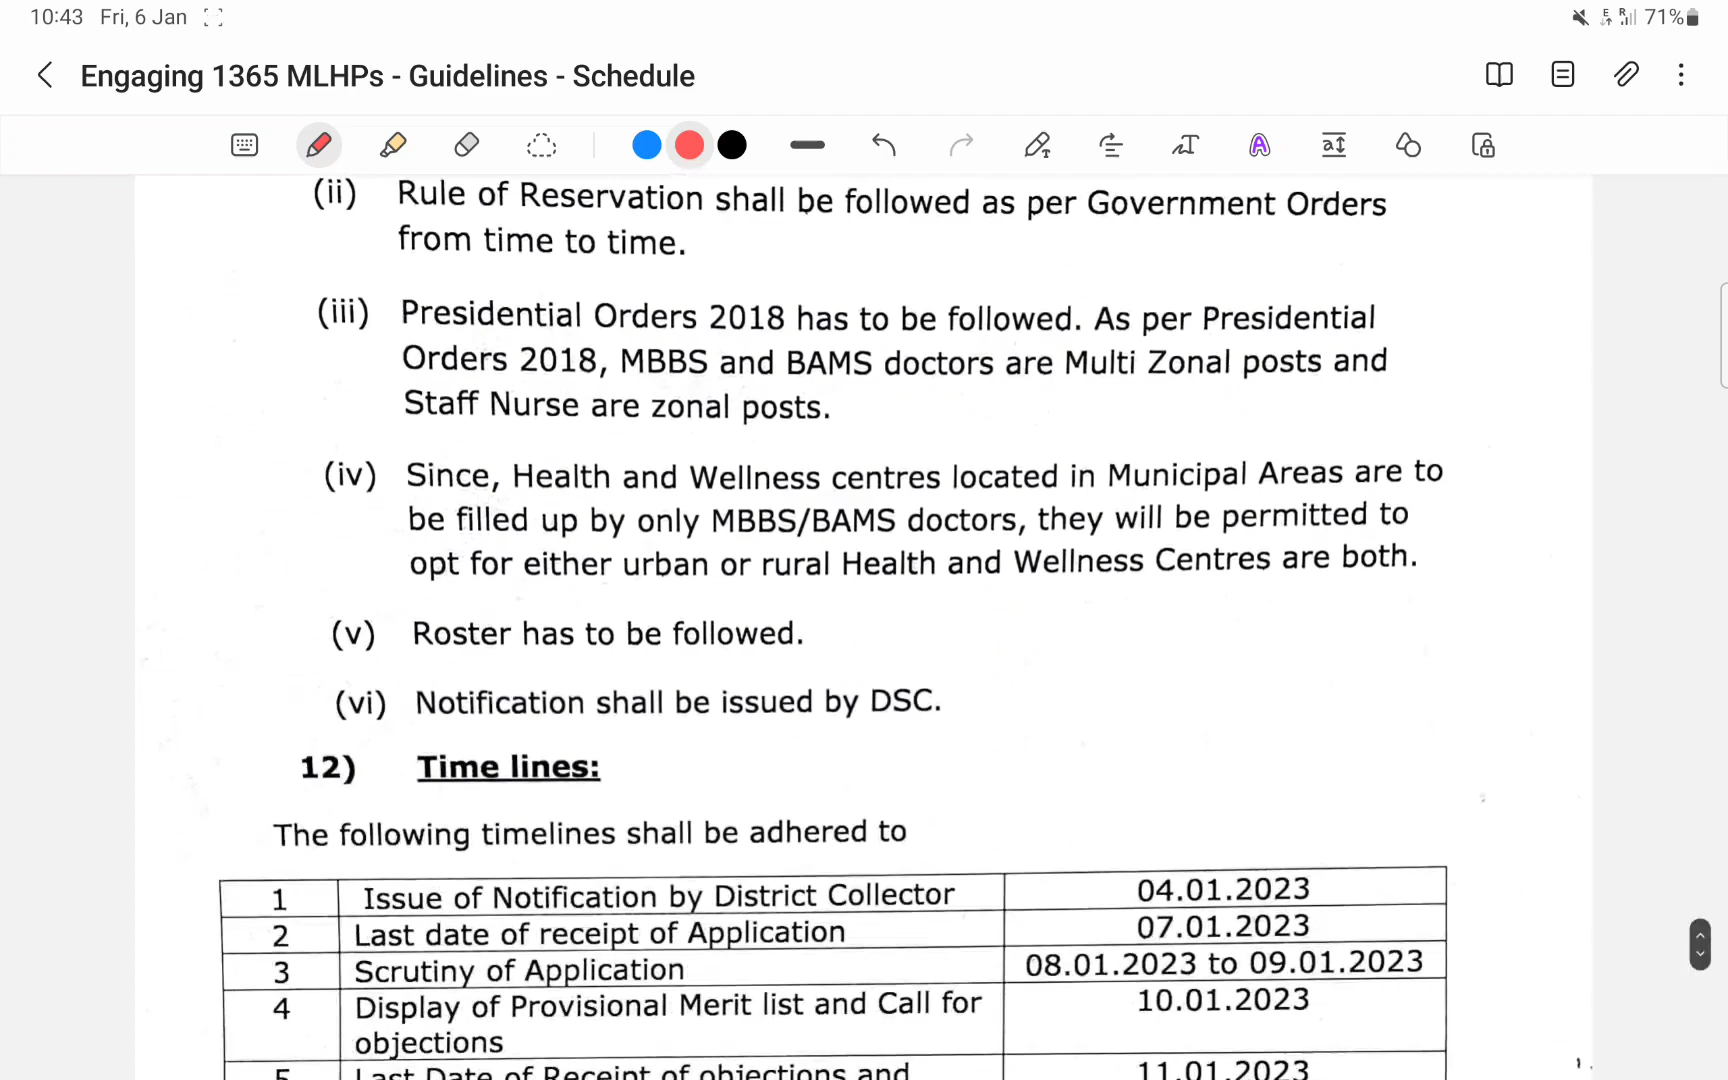 10:43 Fri, 6 Jan 71%
Engaging 1365 MLHPs - Guidelines - Schedule
(ii) Rule of Reservation shall be followed as per Government Orders
from time to time.
(iii) Presidential Orders 2018 has to be followed. As per Presidential
Orders 2018, MBBS and BAMS doctors are Multi Zonal posts and
Staff Nurse are zonal posts.
(iv) Since, Health and Wellness centres located in Municipal Areas are to
be filled up by only MBBS/BAMS doctors, they will be permitted to
opt for either urban or rural Health and Wellness Centres are both.
(v) Roster has to be followed.
(vi) Notification shall be issued by DSC.
12) Time lines:
The following timelines shall be adhered to
1 Issue of Notification by District Collector 04.01.2023
2 Last date of receipt of Application 07.01.2023
3 Scrutiny of Application 08.01.2023 to 09.01.2023
4 Display of Provisional Merit list and Call for 10.01.2023
objections
5 Last Date of Receipt of objections and 11.01.2023